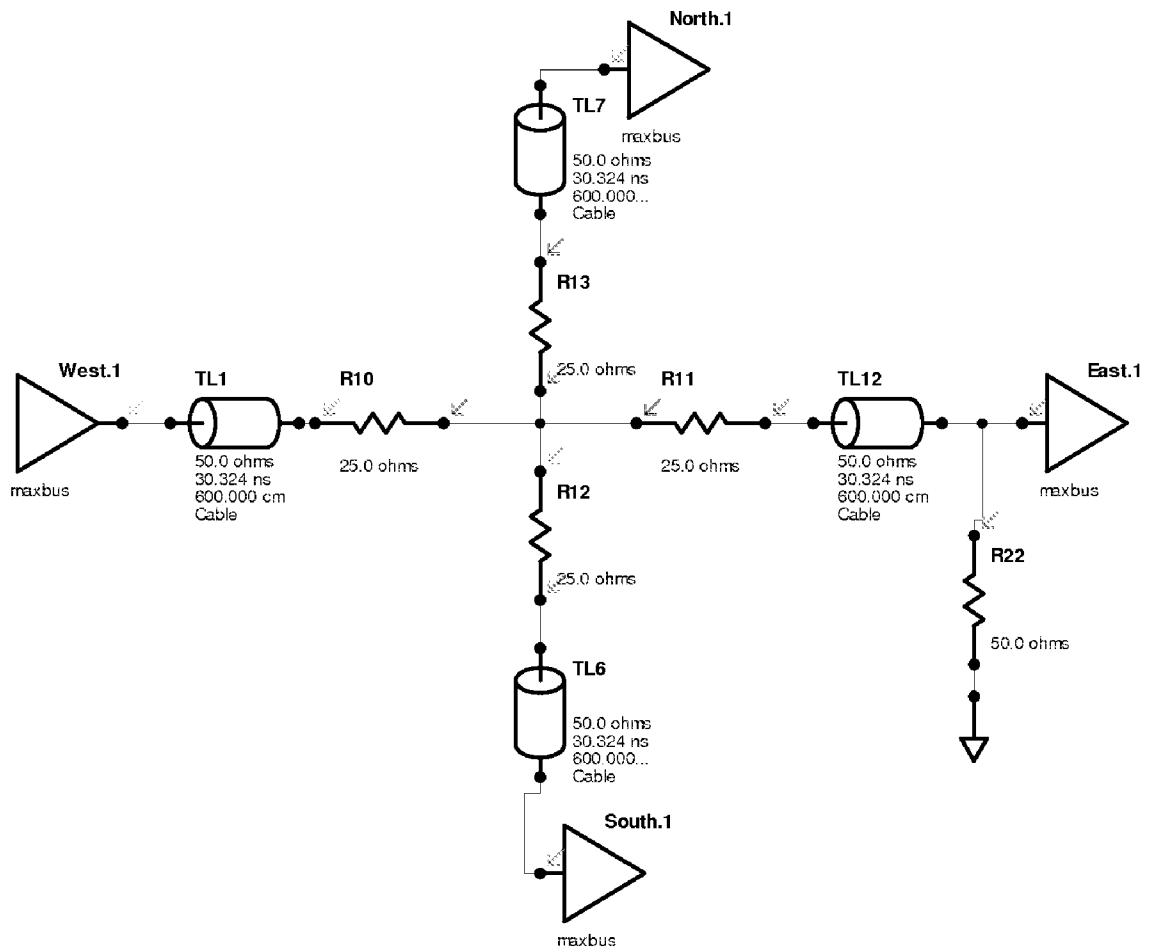 North.1
TL7
maxbus
50.0 ohms
30.324 ns
600.000...
Cable
R13
25.0 ohms
West.1
TL1
R10
R11
TL12
East.1
maxbus
50.0 ohms
30.324 ns
600.000 cm
Cable
25.0 ohms
25.0 ohms
50.0 ohms
30.324 ns
600.000 cm
Cable
maxbus
R12
25.0 ohms
R22
50.0 ohms
TL6
50.0 ohms
30.324 ns
600.000...
Cable
South.1
maxbus